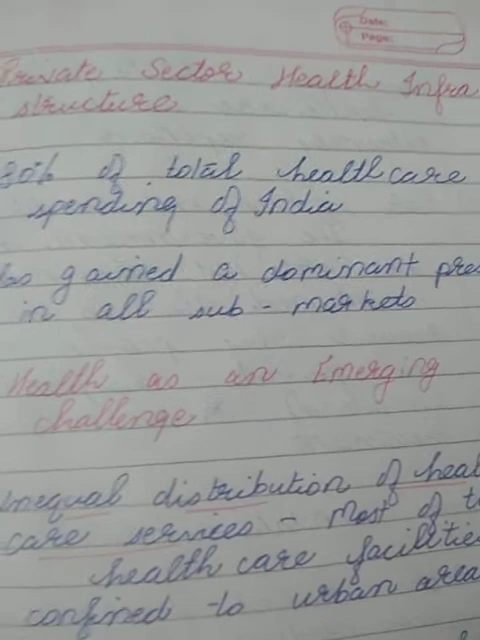 Date:
Page:
Private Sector Health Infra
structure
80% of total healthcare
spending of India
gained a dominant pre
in all sub-markets
Health as an Emerging
challenge
Unequal distribution of heal
care services - Most of t
health care facilitie
confined to urban area